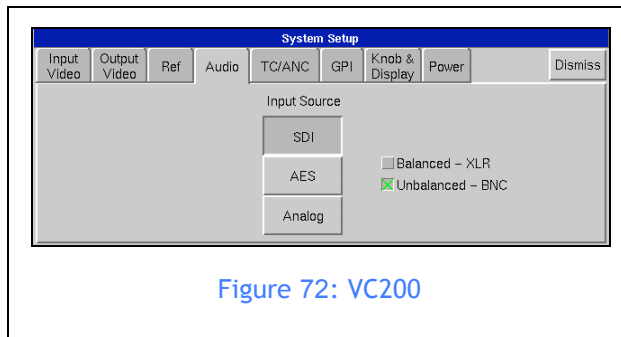 System Setup
Input Video
Output Video
Ref
Audio
TC/ANC
GPI
Knob & Display
Power
Dismiss
Input Source
SDI
AES
Analog
Balanced – XLR
Unbalanced – BNC
Figure 72: VC200